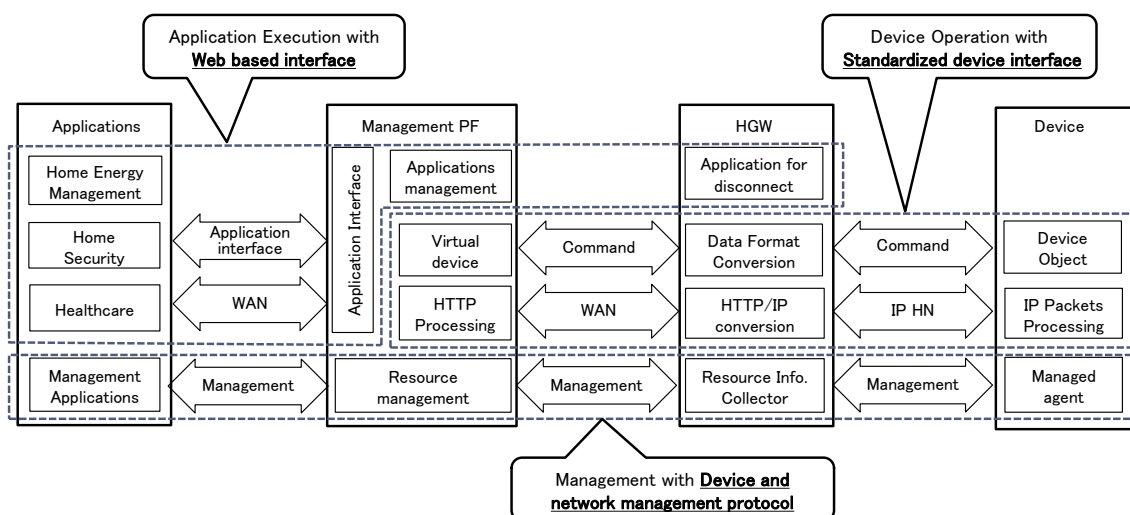 Application Execution with
Web based interface
Device Operation with
Standardized device interface
Applications
Management PF
HGW
Device
Home Energy
Management
Application Interface
Applications
management
Application for
disconnect
Home
Security
Application
interface
Virtual
device
Command
Data Format
Conversion
Command
Device
Object
Healthcare
WAN
HTTP
Processing
WAN
HTTP/IP
conversion
IP HN
IP Packets
Processing
Management
Applications
Management
Resource
management
Management
Resource Info.
Collector
Management
Managed
agent
Management with Device and
network management protocol